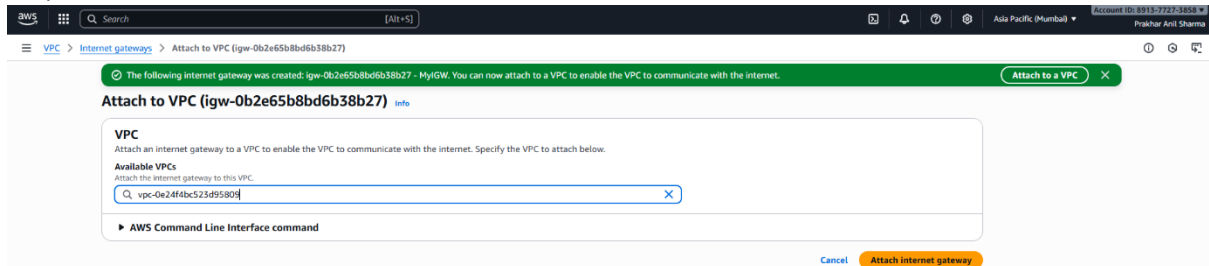 aws
Search [Alt+S]
Asia Pacific (Mumbai) ▼
Account ID: 8913-7727-3858 ▼
Prakhar Anil Sharma
VPC > Internet gateways > Attach to VPC (igw-0b2e65b8bd6b38b27)
The following internet gateway was created: igw-0b2e65b8bd6b38b27 - MyIGW. You can now attach to a VPC to enable the VPC to communicate with the internet.
Attach to a VPC
Attach to VPC (igw-0b2e65b8bd6b38b27) Info
VPC
Attach an internet gateway to a VPC to enable the VPC to communicate with the internet. Specify the VPC to attach below.
Available VPCs
Attach the internet gateway to this VPC.
vpc-0e24f4bc523d95809
▶ AWS Command Line Interface command
Cancel Attach internet gateway